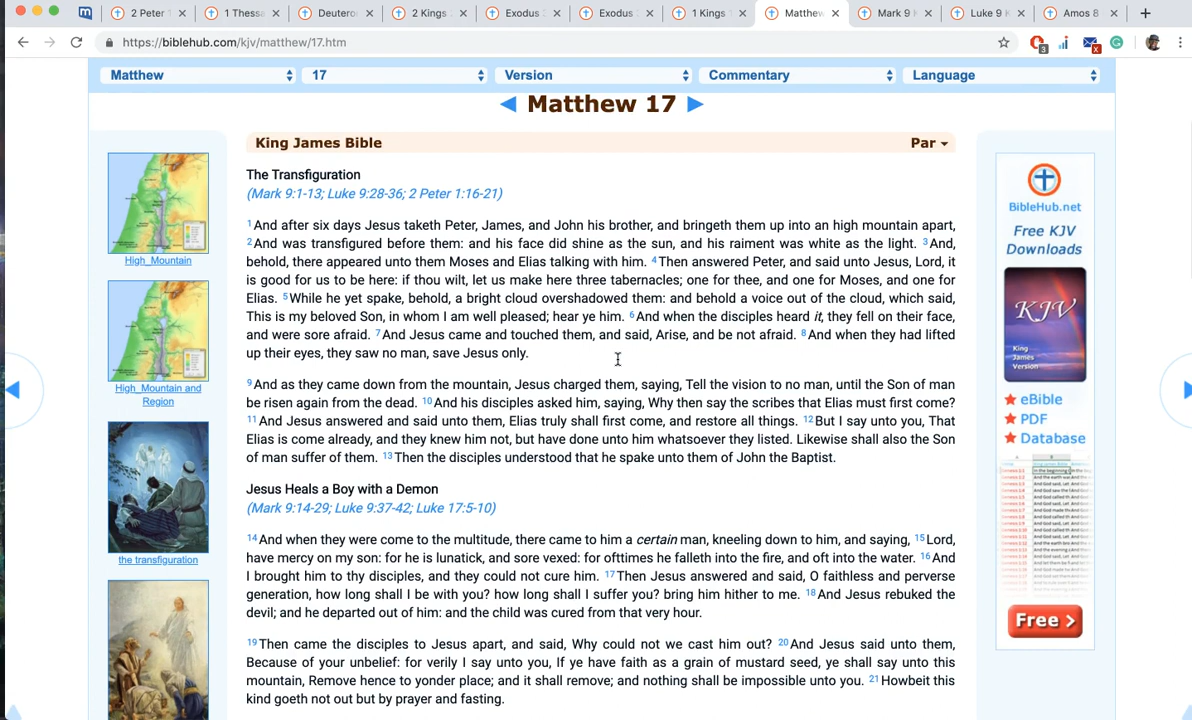 2 Peter 1
1 Thessa
Deutero
2 Kings
Exodus
Exodus
1 Kings
Matthew
Mark 9 K
Luke 9 K
Amos 8
https://biblehub.com/kjv/matthew/17.htm
3
Matthew
17
Version
Commentary
Language
◀ Matthew 17 ▶
King James Bible
Par
The Transfiguration
(Mark 9:1-13; Luke 9:28-36; 2 Peter 1:16-21)
1And after six days Jesus taketh Peter, James, and John his brother, and bringeth them up into an high mountain apart,
2And was transfigured before them: and his face did shine as the sun, and his raiment was white as the light. 3And,
behold, there appeared unto them Moses and Elias talking with him. 4Then answered Peter, and said unto Jesus, Lord, it
is good for us to be here: if thou wilt, let us make here three tabernacles; one for thee, and one for Moses, and one for
Elias. 5While he yet spake, behold, a bright cloud overshadowed them: and behold a voice out of the cloud, which said,
This is my beloved Son, in whom I am well pleased; hear ye him. 6And when the disciples heard it, they fell on their face,
and were sore afraid. 7And Jesus came and touched them, and said, Arise, and be not afraid. 8And when they had lifted
up their eyes, they saw no man, save Jesus only.
9And as they came down from the mountain, Jesus charged them, saying, Tell the vision to no man, until the Son of man
be risen again from the dead. 10And his disciples asked him, saying, Why then say the scribes that Elias must first come?
11And Jesus answered and said unto them, Elias truly shall first come, and restore all things. 12But I say unto you, That
Elias is come already, and they knew him not, but have done unto him whatsoever they listed. Likewise shall also the Son
of man suffer of them. 13Then the disciples understood that he spake unto them of John the Baptist.
Jesus Heals a Boy with a Demon
(Mark 9:14-29; Luke 9:37-42; Luke 17:5-10)
14And when they were come to the multitude, there came to him a certain man, kneeling down to him, and saying, 15Lord,
have mercy on my son: for he is lunatick, and sore vexed: for ofttimes he falleth into the fire, and oft into the water. 16And
I brought him to thy disciples, and they could not cure him. 17Then Jesus answered and said, O faithless and perverse
generation, how long shall I be with you? how long shall I suffer you? bring him hither to me. 18And Jesus rebuked the
devil; and he departed out of him: and the child was cured from that very hour.
19Then came the disciples to Jesus apart, and said, Why could not we cast him out? 20And Jesus said unto them,
Because of your unbelief: for verily I say unto you, If ye have faith as a grain of mustard seed, ye shall say unto this
mountain, Remove hence to yonder place; and it shall remove; and nothing shall be impossible unto you. 21Howbeit this
kind goeth not out but by prayer and fasting.
High_Mountain
High_Mountain and
Region
the transfiguration
BibleHub.net
Free KJV
Downloads
KJV
King
James
Version
eBible
PDF
Database
Free >